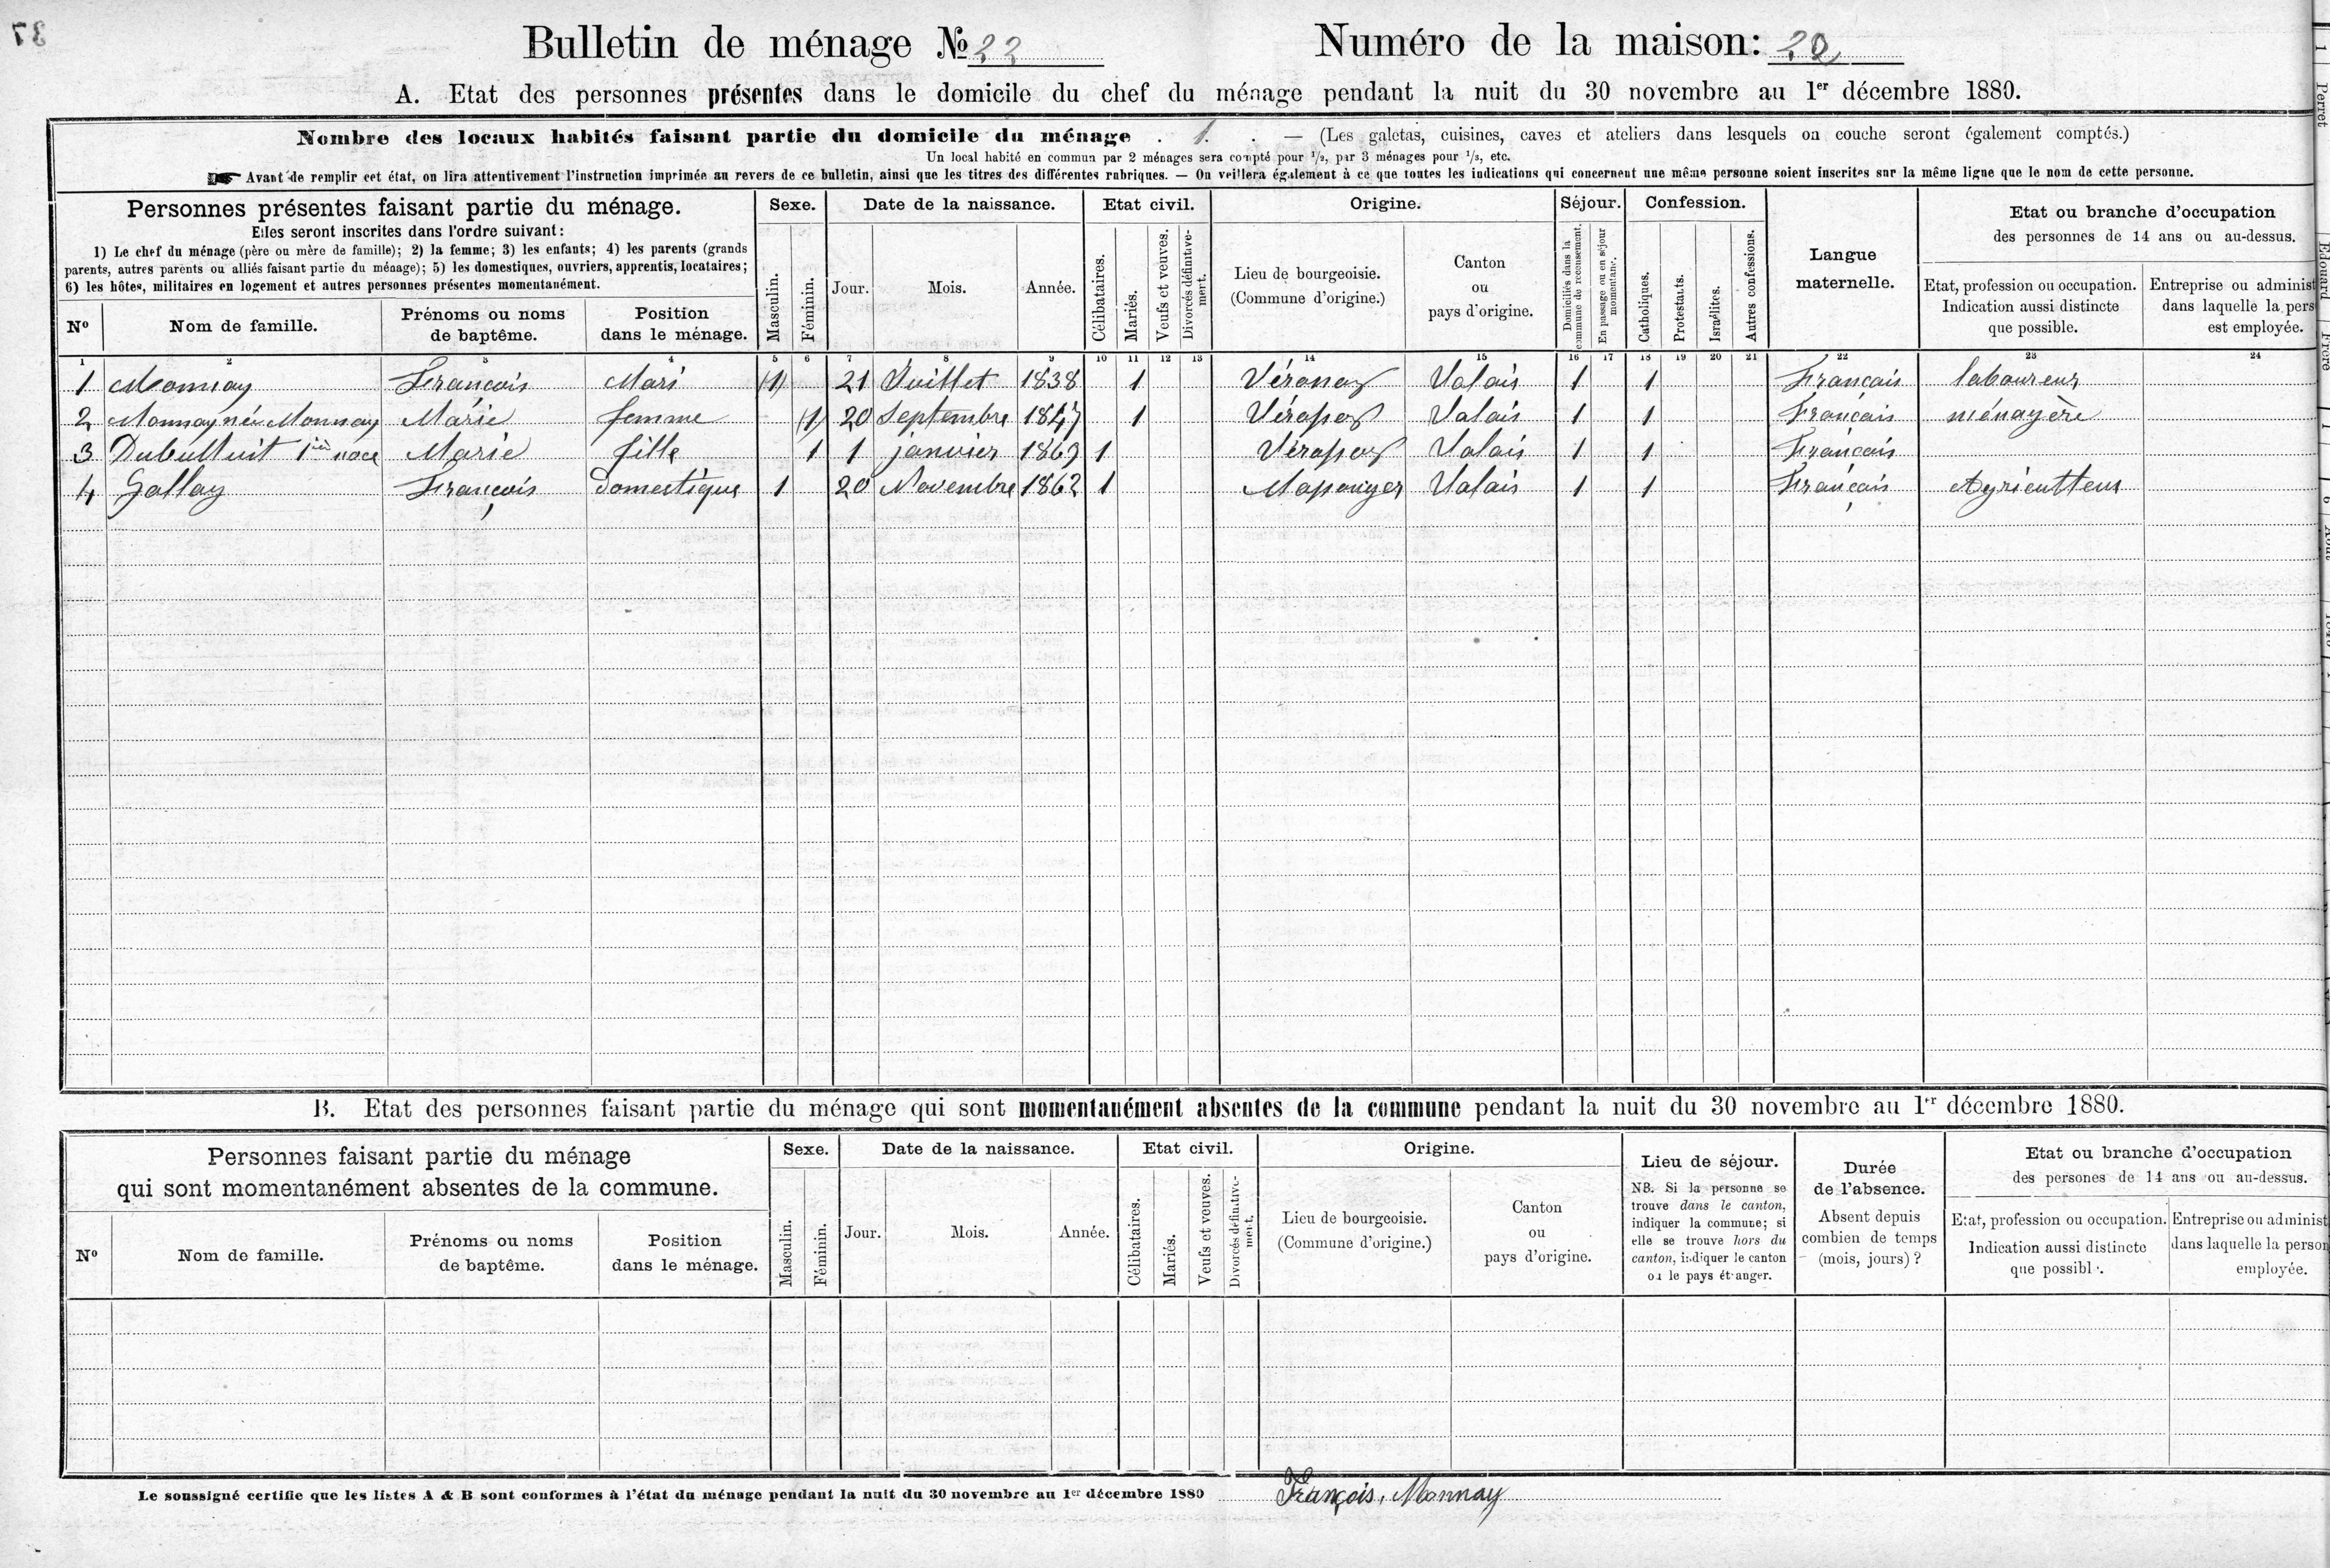 Bulletin de ménage № 22 Numéro de la maison: 20
A. Etat des personnes présentes dans le domicile du chef du ménage pendant la nuit du 30 novembre au 1er décembre 1880.
Nombre des locaux habités faisant partie du domicile du ménage . 1. . — (Les galetas, cuisines, caves et ateliers dans lesquels on couche seront également comptés.)
Un local habité en commun par 2 ménages sera compté pour 1/2, par 3 ménages pour 1/3, etc.
☛ Avant de remplir cet état, on lira attentivement l'instruction imprimée au revers de ce bulletin, ainsi que les titres des différentes rubriques. — On veillera également à ce que toutes les indications qui concernent une même personne soient inscrites sur la même ligne que le nom de cette personne.
Personnes présentes faisant partie du ménage.
Elles seront inscrites dans l'ordre suivant:
1) Le chef du ménage (père ou mère de famille); 2) la femme; 3) les enfants; 4) les parents (grands
parents, autres parents ou alliés faisant partie du ménage); 5) les domestiques, ouvriers, apprentis, locataires;
6) les hôtes, militaires en logement et autres personnes présentes momentanément.
Nº
Nom de famille.
Prénoms ou noms
de baptême.
Position
dans le ménage.
Sexe.
Masculin.
Féminin.
Date de la naissance.
Jour.
Mois.
Année.
Etat civil.
Célibataires.
Mariés.
Veufs et veuves.
Divorcés définitive-
ment.
Origine.
Lieu de bourgeoisie.
(Commune d'origine.)
Canton
ou
pays d'origine.
Séjour.
Domiciliés dans la
commune de recensement.
En passage ou en séjour
momentané.
Confession.
Catholiques.
Protestants.
Israélites.
Autres confessions.
Langue
maternelle.
Etat ou branche d'occupation
des personnes de 14 ans ou au-dessus.
Etat, profession ou occupation.
Indication aussi distincte
que possible.
Entreprise ou administ
dans laquelle la pers
est employée.
1 2 3 4 5 6 7 8 9 10 11 12 13 14 15 16 17 18 19 20 21 22 23 24
1 Monnay François Mari (1) 21 Juillet 1838 1 Vérossaz Valais 1 1 Français laboureur
2 Monnay née Monnay Marie femme (1) 20 Septembre 1847 1 Vérossaz Valais 1 1 Français ménagère
3 Dubulluit 1ière noce Marie fille 1 1 janvier 1869 1 Vérossaz Valais 1 1 Français
4 Gallay François domestique 1 20 Novembre 1862 1 Massonger Valais 1 1 Français Agriculteur
B. Etat des personnes faisant partie du ménage qui sont momentanément absentes de la commune pendant la nuit du 30 novembre au 1er décembre 1880.
Personnes faisant partie du ménage
qui sont momentanément absentes de la commune.
Nº
Nom de famille.
Prénoms ou noms
de baptême.
Position
dans le ménage.
Sexe.
Masculin.
Féminin.
Date de la naissance.
Jour.
Mois.
Année.
Etat civil.
Célibataires.
Mariés.
Veufs et veuves.
Divorcés définitive-
ment.
Origine.
Lieu de bourgeoisie.
(Commune d'origine.)
Canton
ou
pays d'origine.
Lieu de séjour.
NB. Si la personne se
trouve dans le canton,
indiquer la commune; si
elle se trouve hors du
canton, indiquer le canton
ou le pays étranger.
Durée
de l'absence.
Absent depuis
combien de temps
(mois, jours) ?
Etat ou branche d'occupation
des persones de 14 ans ou au-dessus.
Etat, profession ou occupation.
Indication aussi distincte
que possible.
Entreprise ou administ
dans laquelle la person
employée.
Le soussigné certifie que les listes A & B sont conformes à l'état du ménage pendant la nuit du 30 novembre au 1er décembre 1880 François, Monnay
37
Perret
Edouard
Frère